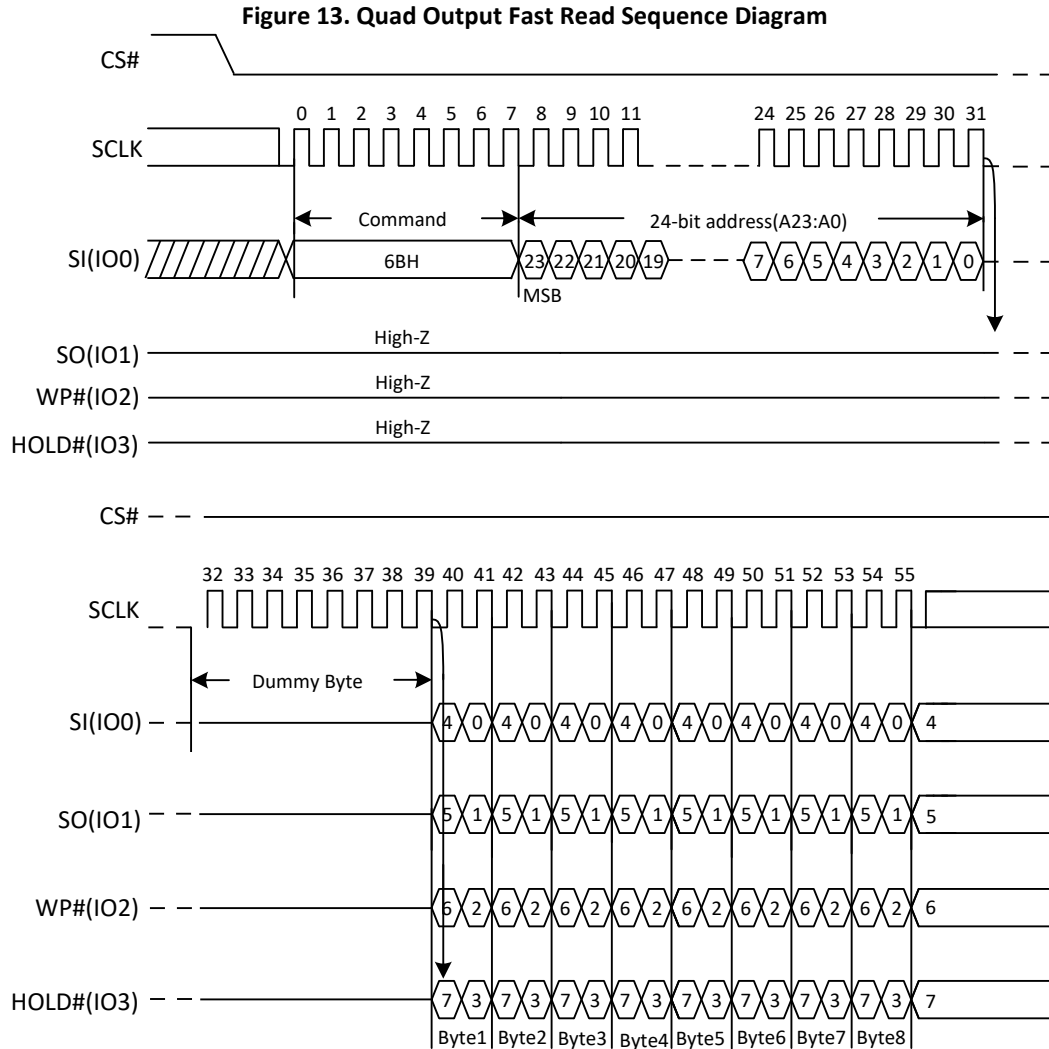 Figure 13. Quad Output Fast Read Sequence Diagram
CS#
0 1 2 3 4 5 6 7 8 9 10 11 24 25 26 27 28 29 30 31
SCLK
Command 24-bit address(A23:A0)
SI(IO0) 6BH 23 22 21 20 19 7 6 5 4 3 2 1 0
MSB
High-Z
SO(IO1)
High-Z
WP#(IO2)
High-Z
HOLD#(IO3)
CS#
32 33 34 35 36 37 38 39 40 41 42 43 44 45 46 47 48 49 50 51 52 53 54 55
SCLK
Dummy Byte
SI(IO0) 4 0 4 0 4 0 4 0 4 0 4 0 4 0 4 0 4
SO(IO1) 5 1 5 1 5 1 5 1 5 1 5 1 5 1 5 1 5
WP#(IO2) 6 2 6 2 6 2 6 2 6 2 6 2 6 2 6 2 6
HOLD#(IO3) 7 3 7 3 7 3 7 3 7 3 7 3 7 3 7 3 7
Byte1 Byte2 Byte3 Byte4 Byte5 Byte6 Byte7 Byte8